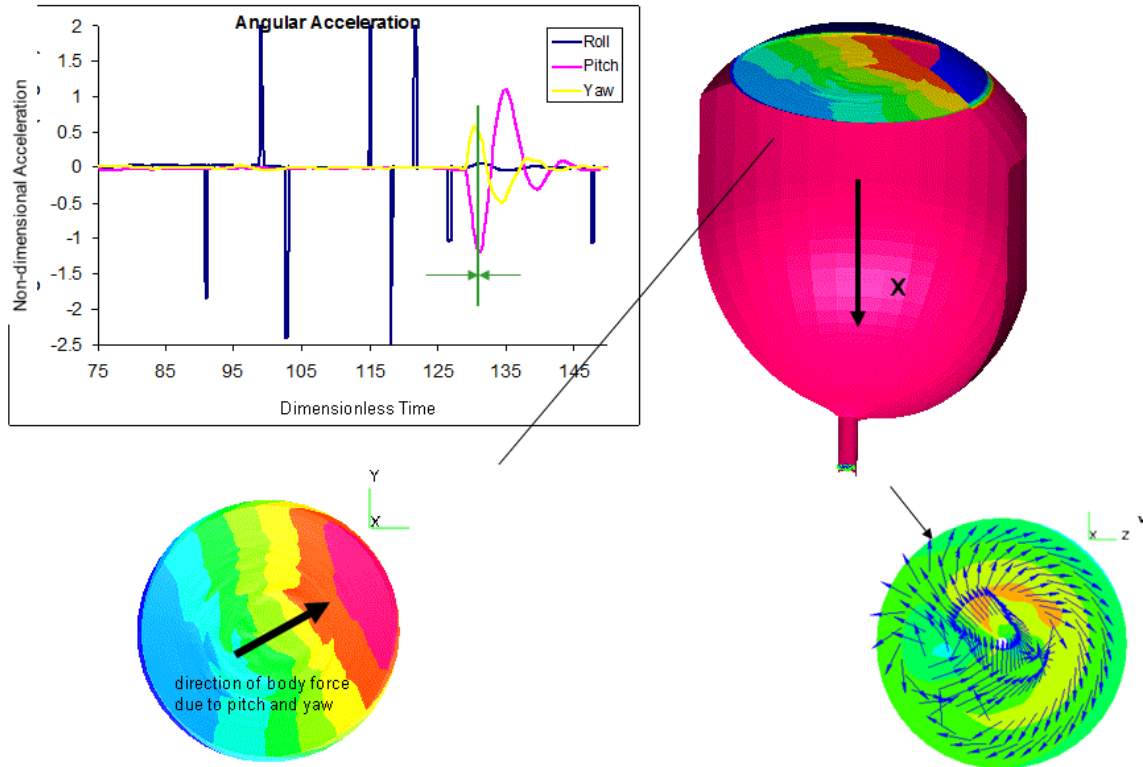 Angular Acceleration
Non-dimensional Acceleration
2
1.5
1
0.5
0
-0.5
-1
-1.5
-2
-2.5
75
85
95
105
115
125
135
145
Dimensionless Time
Roll
Pitch
Yaw
X
Y
X
direction of body force
due to pitch and yaw
x
z